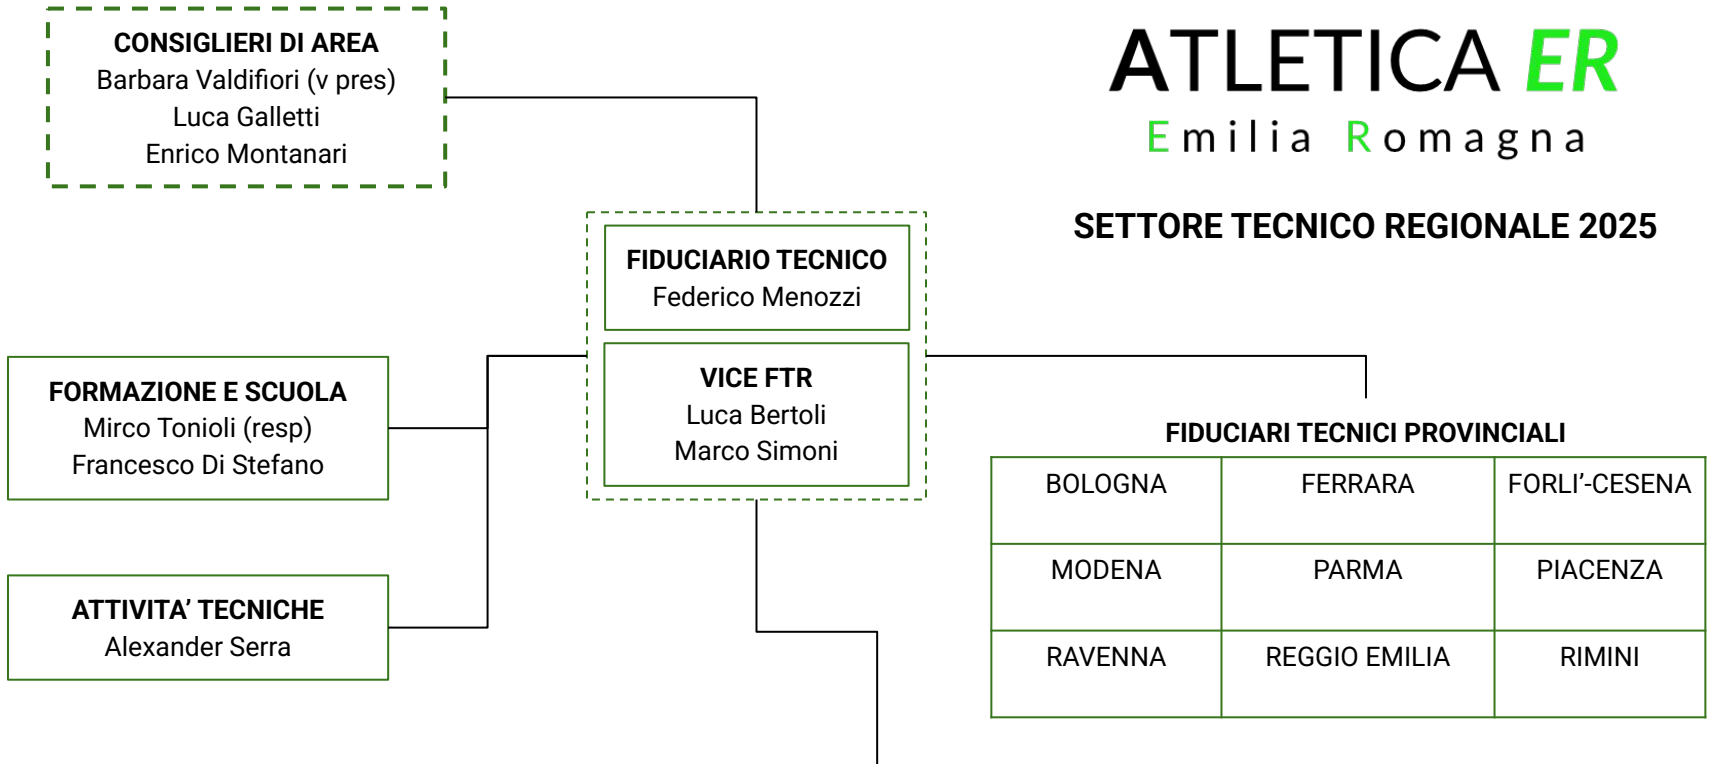 CONSIGLIERI DI AREA
Barbara Valdifiori (v pres)
Luca Galletti
Enrico Montanari
ATLETICA ER
Emilia Romagna
SETTORE TECNICO REGIONALE 2025
FIDUCIARIO TECNICO
Federico Menozzi
VICE FTR
Luca Bertoli
Marco Simoni
FORMAZIONE E SCUOLA
Mirco Tonioli (resp)
Francesco Di Stefano
ATTIVITA’ TECNICHE
Alexander Serra
FIDUCIARI TECNICI PROVINCIALI
BOLOGNA FERRARA FORLI’-CESENA
MODENA PARMA PIACENZA
RAVENNA REGGIO EMILIA RIMINI